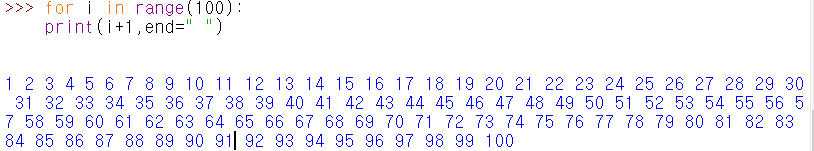 >>> for i in range(100):
    print(i+1,end=" ")
1 2 3 4 5 6 7 8 9 10 11 12 13 14 15 16 17 18 19 20 21 22 23 24 25 26 27 28 29 30
 31 32 33 34 35 36 37 38 39 40 41 42 43 44 45 46 47 48 49 50 51 52 53 54 55 56 5
7 58 59 60 61 62 63 64 65 66 67 68 69 70 71 72 73 74 75 76 77 78 79 80 81 82 83
84 85 86 87 88 89 90 91 92 93 94 95 96 97 98 99 100